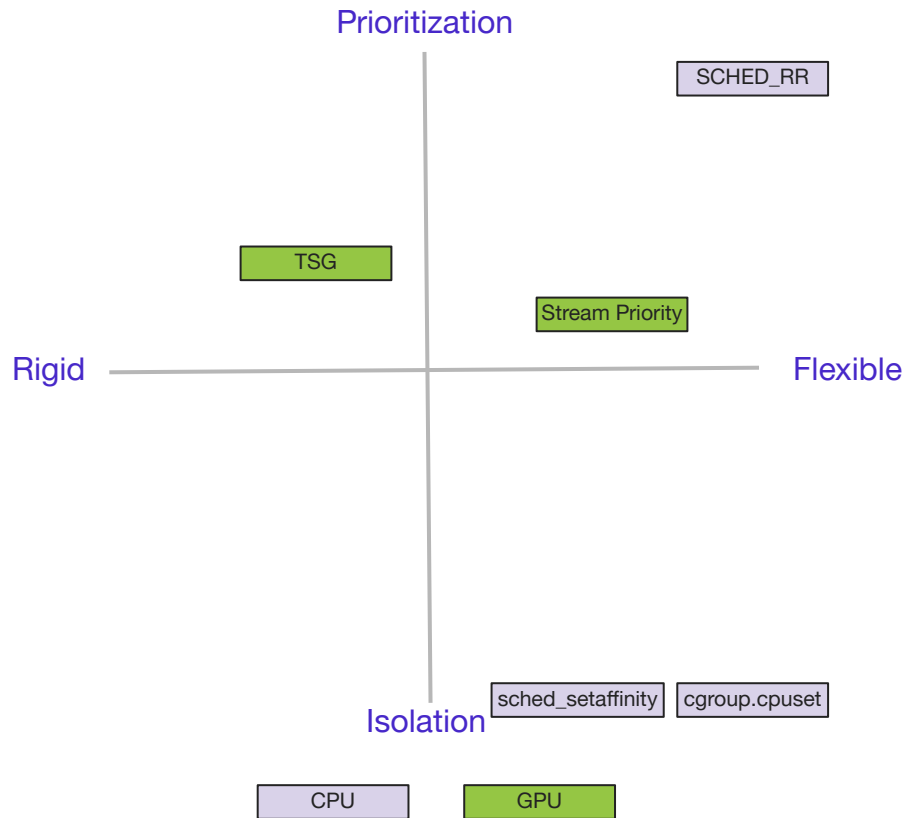 Prioritization
SCHED_RR
TSG
Stream Priority
Rigid
Flexible
sched_setaffinity
cgroup.cpuset
Isolation
CPU
GPU